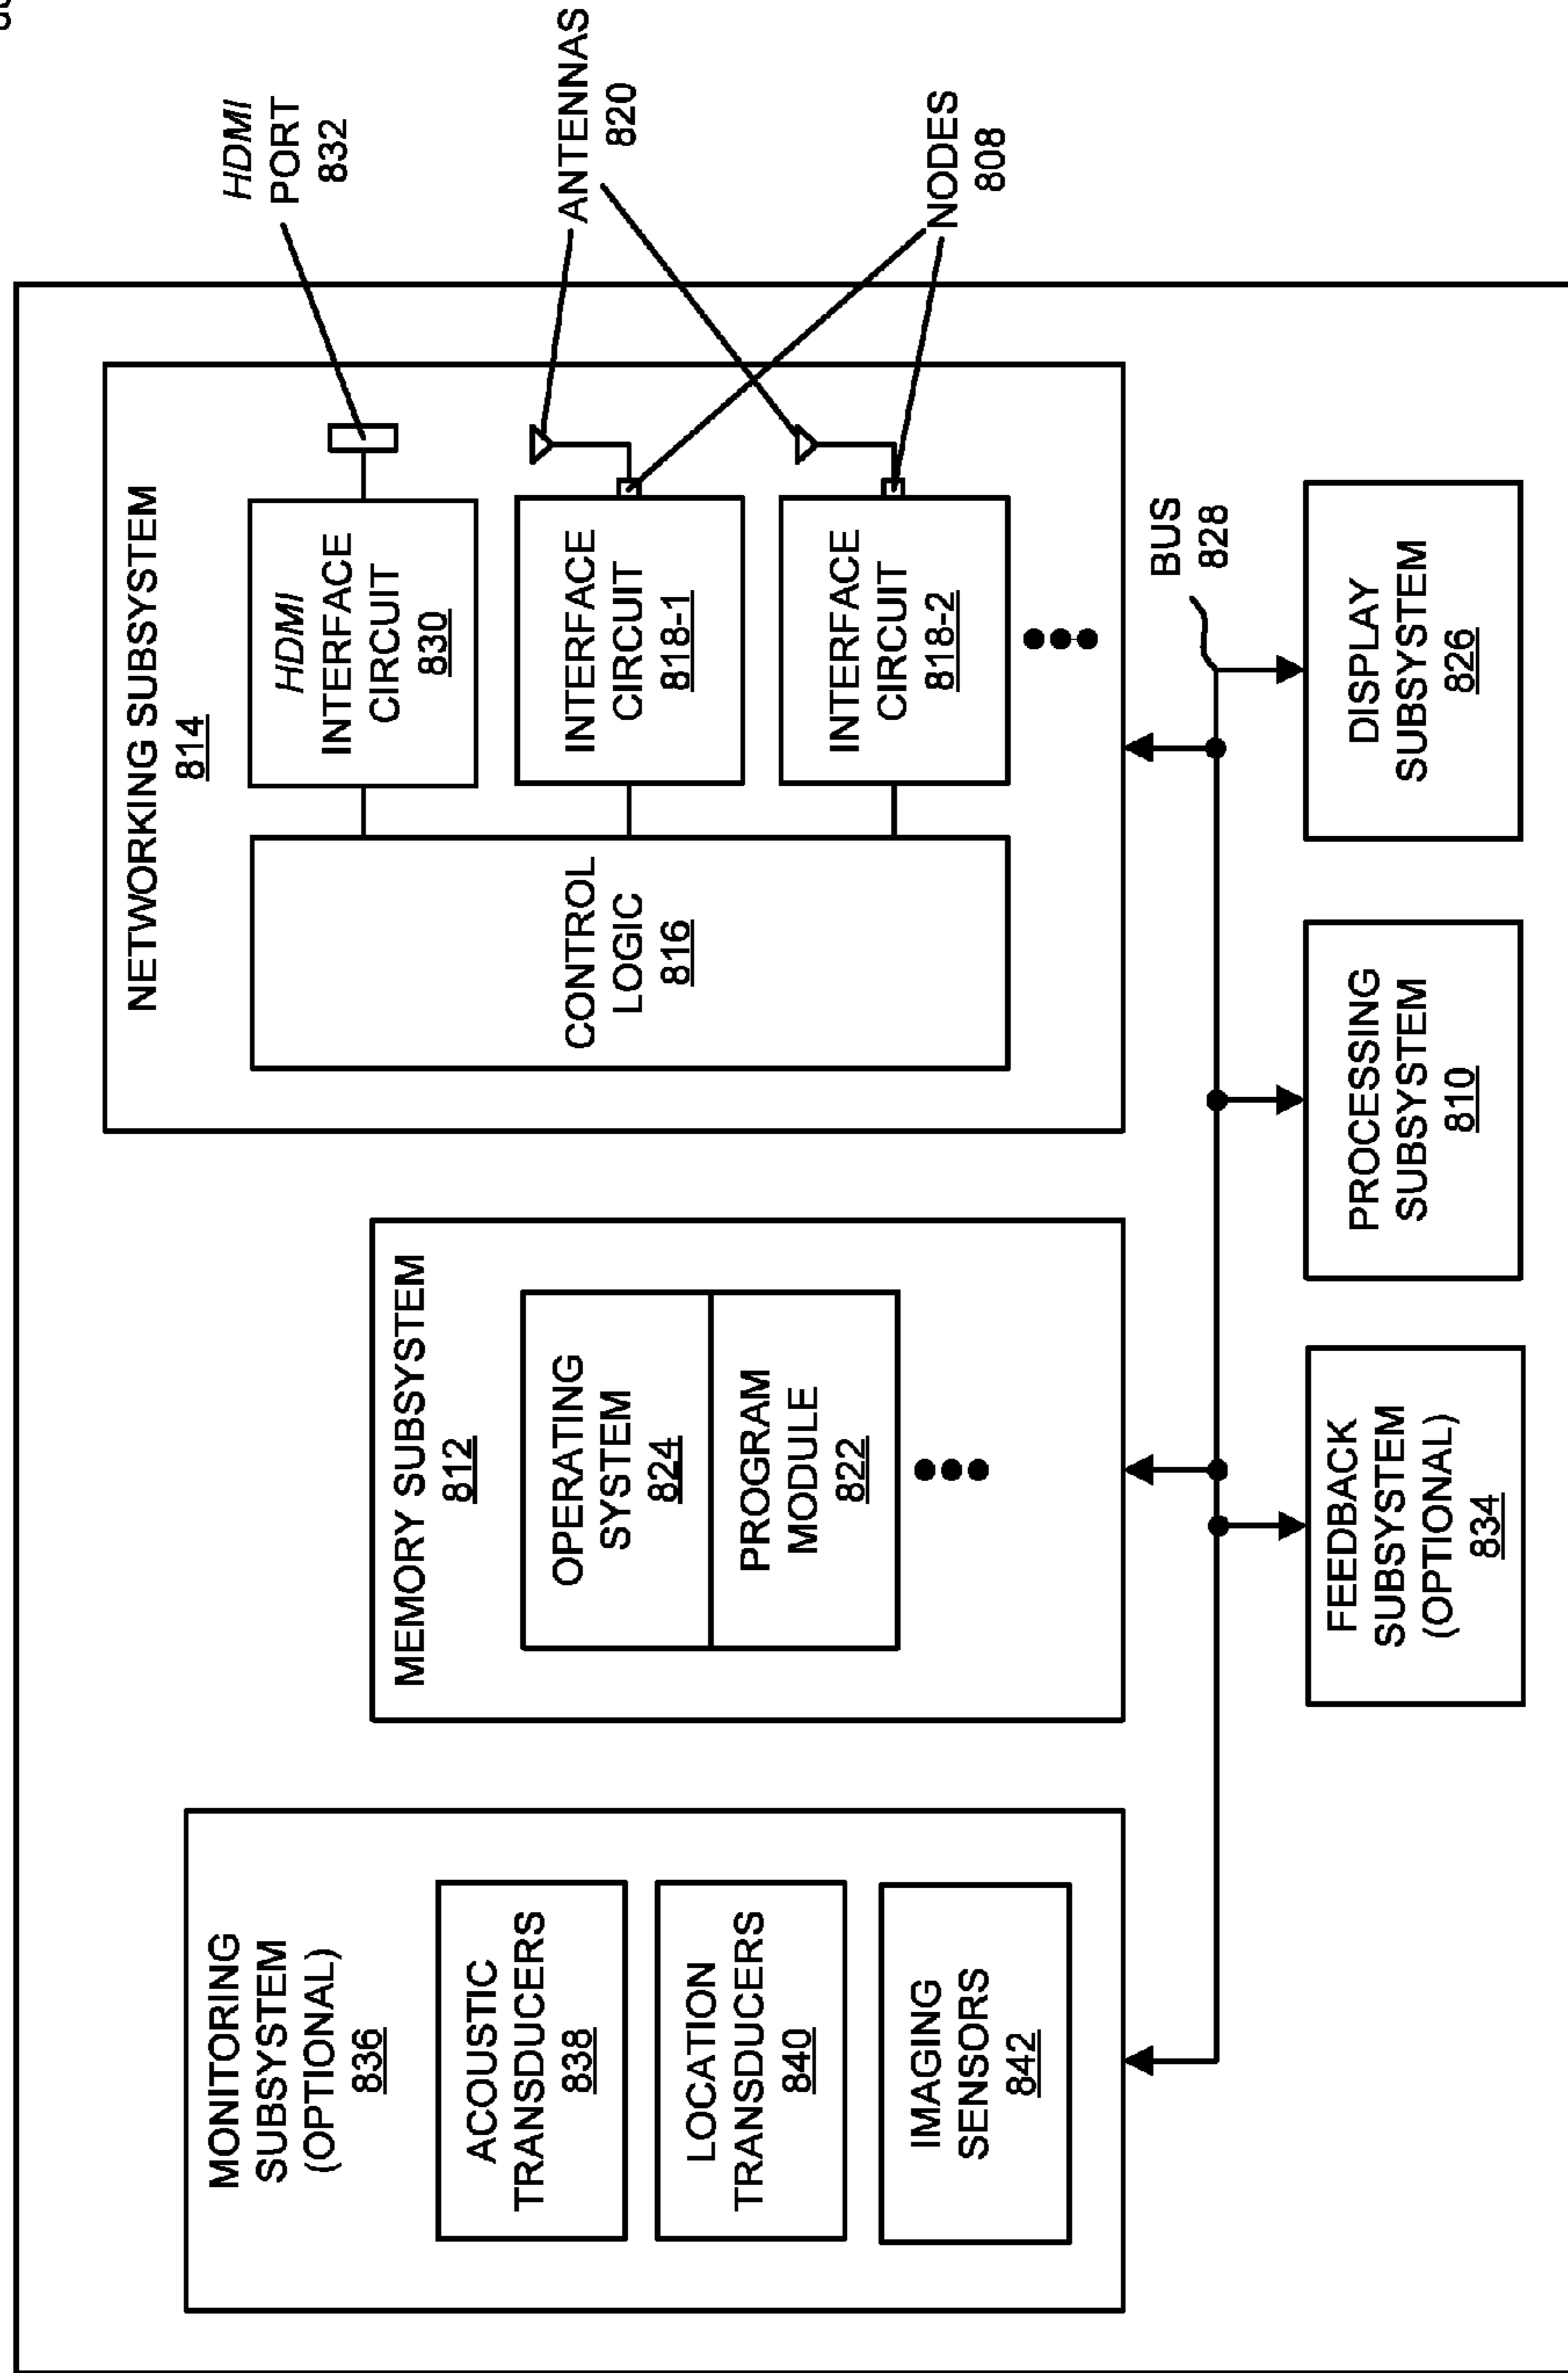 HDMI
PORT
832
ANTENNAS
820
NODES
808
NETWORKING SUBSYSTEM
814
HDMI
INTERFACE
CIRCUIT
830
INTERFACE
CIRCUIT
818-1
INTERFACE
CIRCUIT
818-2
CONTROL
LOGIC
816
MEMORY SUBSYSTEM
812
OPERATING
SYSTEM
824
PROGRAM
MODULE
822
MONITORING
SUBSYSTEM
(OPTIONAL)
836
ACOUSTIC
TRANSDUCERS
838
LOCATION
TRANSDUCERS
840
IMAGING
SENSORS
842
BUS
828
FEEDBACK
SUBSYSTEM
(OPTIONAL)
834
PROCESSING
SUBSYSTEM
810
DISPLAY
SUBSYSTEM
826